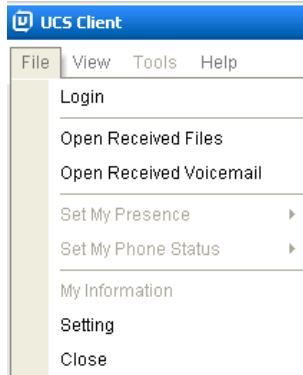 UCS Client
File View Tools Help
Login
Open Received Files
Open Received Voicemail
Set My Presence
Set My Phone Status
My Information
Setting
Close